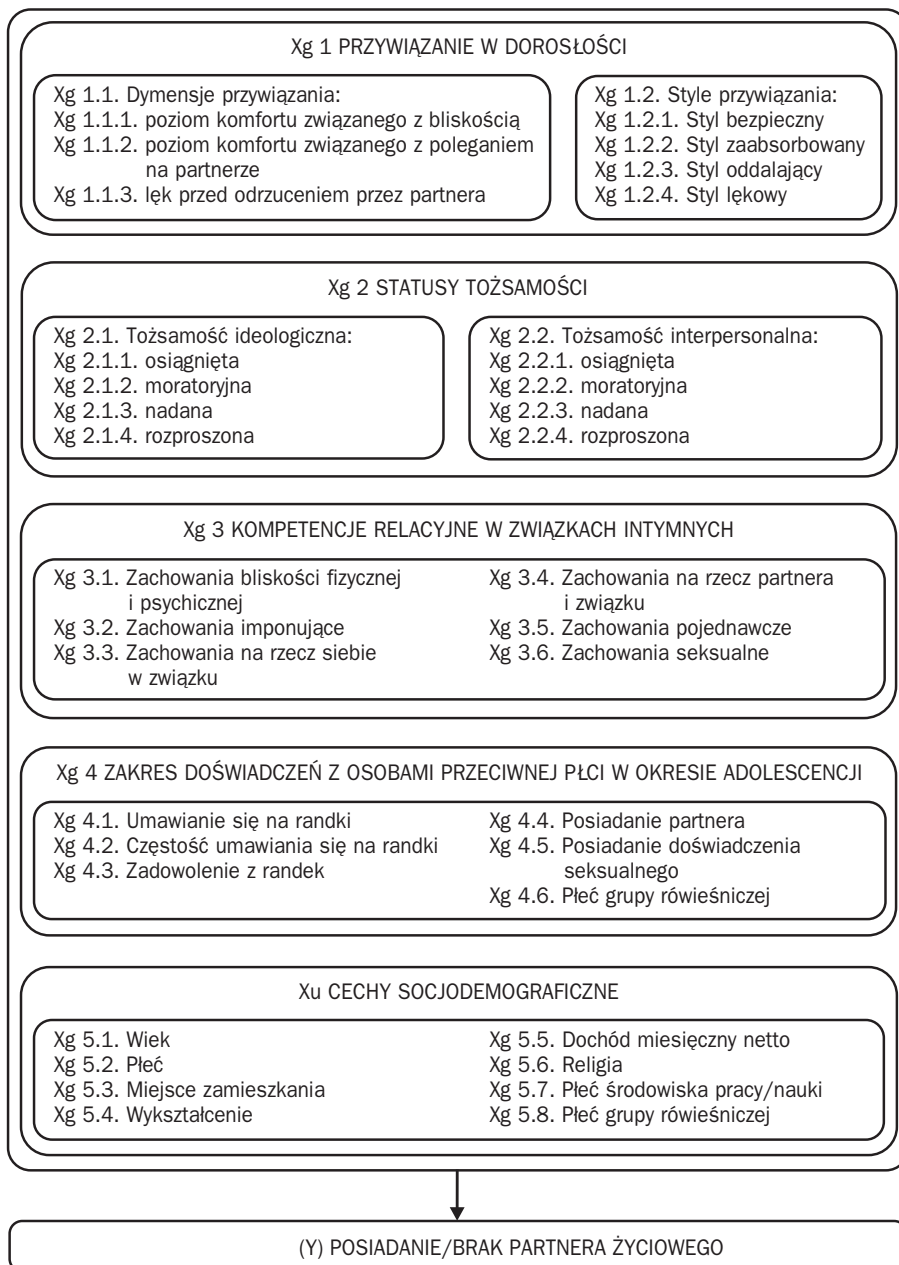 Xg 1 PRZYWIĄZANIE W DOROSŁOŚCI
Xg 1.1. Dymensje przywiązania:
Xg 1.1.1. poziom komfortu związanego z bliskością
Xg 1.1.2. poziom komfortu związanego z poleganiem
na partnerze
Xg 1.1.3. lęk przed odrzuceniem przez partnera
Xg 1.2. Style przywiązania:
Xg 1.2.1. Styl bezpieczny
Xg 1.2.2. Styl zaabsorbowany
Xg 1.2.3. Styl oddalający
Xg 1.2.4. Styl lękowy
Xg 2 STATUSY TOŻSAMOŚCI
Xg 2.1. Tożsamość ideologiczna:
Xg 2.1.1. osiągnięta
Xg 2.1.2. moratoryjna
Xg 2.1.3. nadana
Xg 2.1.4. rozproszona
Xg 2.2. Tożsamość interpersonalna:
Xg 2.2.1. osiągnięta
Xg 2.2.2. moratoryjna
Xg 2.2.3. nadana
Xg 2.2.4. rozproszona
Xg 3 KOMPETENCJE RELACYJNE W ZWIĄZKACH INTYMNYCH
Xg 3.1. Zachowania bliskości fizycznej
i psychicznej
Xg 3.2. Zachowania imponujące
Xg 3.3. Zachowania na rzecz siebie
w związku
Xg 3.4. Zachowania na rzecz partnera
i związku
Xg 3.5. Zachowania pojednawcze
Xg 3.6. Zachowania seksualne
Xg 4 ZAKRES DOŚWIADCZEŃ Z OSOBAMI PRZECIWNEJ PŁCI W OKRESIE ADOLESCENCJI
Xg 4.1. Umawianie się na randki
Xg 4.2. Częstość umawiania się na randki
Xg 4.3. Zadowolenie z randek
Xg 4.4. Posiadanie partnera
Xg 4.5. Posiadanie doświadczenia
seksualnego
Xg 4.6. Płeć grupy rówieśniczej
Xu CECHY SOCJODEMOGRAFICZNE
Xg 5.1. Wiek
Xg 5.2. Płeć
Xg 5.3. Miejsce zamieszkania
Xg 5.4. Wykształcenie
Xg 5.5. Dochód miesięczny netto
Xg 5.6. Religia
Xg 5.7. Płeć środowiska pracy/nauki
Xg 5.8. Płeć grupy rówieśniczej
(Y) POSIADANIE/BRAK PARTNERA ŻYCIOWEGO